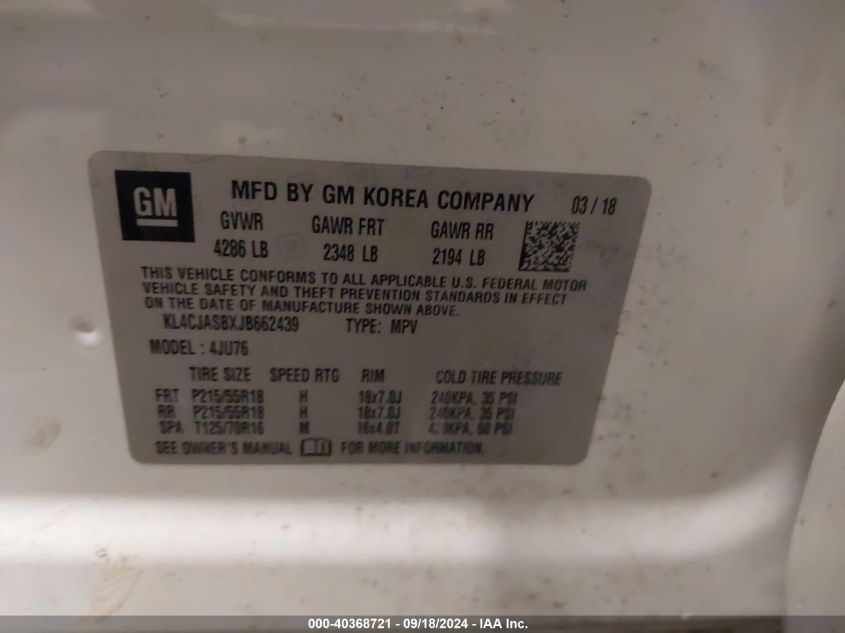 GM
MFD BY GM KOREA COMPANY 03 / 18
GVWR GAWR FRT GAWR RR
4286 LB 2348 LB 2194 LB
THIS VEHICLE CONFORMS TO ALL APPLICABLE U.S. FEDERAL MOTOR
VEHICLE SAFETY AND THEFT PREVENTION STANDARDS IN EFFECT
ON THE DATE OF MANUFACTURE SHOWN ABOVE.
KL4CJASBXJB662439 TYPE: MPV
MODEL : 4JU76
TIRE SIZE SPEED RTG RIM COLD TIRE PRESSURE
FRT P215/55R18 H 18x7.0J 240KPA, 35 PSI
RR P215/55R18 H 18x7.0J 240KPA, 35 PSI
SPA T125/70R16 M 16x4.0T 420KPA, 60 PSI
SEE OWNER'S MANUAL FOR MORE INFORMATION.
000-40368721 - 09/18/2024 - IAA Inc.